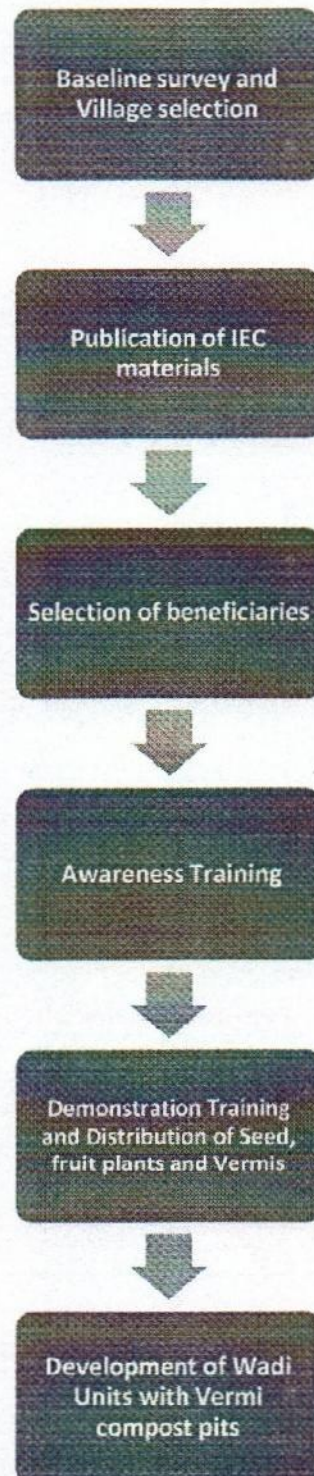 Baseline survey and
Village selection
Publication of IEC
materials
Selection of beneficiaries
Awareness Training
Demonstration Training
and Distribution of Seed,
fruit plants and Vermis
Development of Wadi
Units with Vermi
compost pits